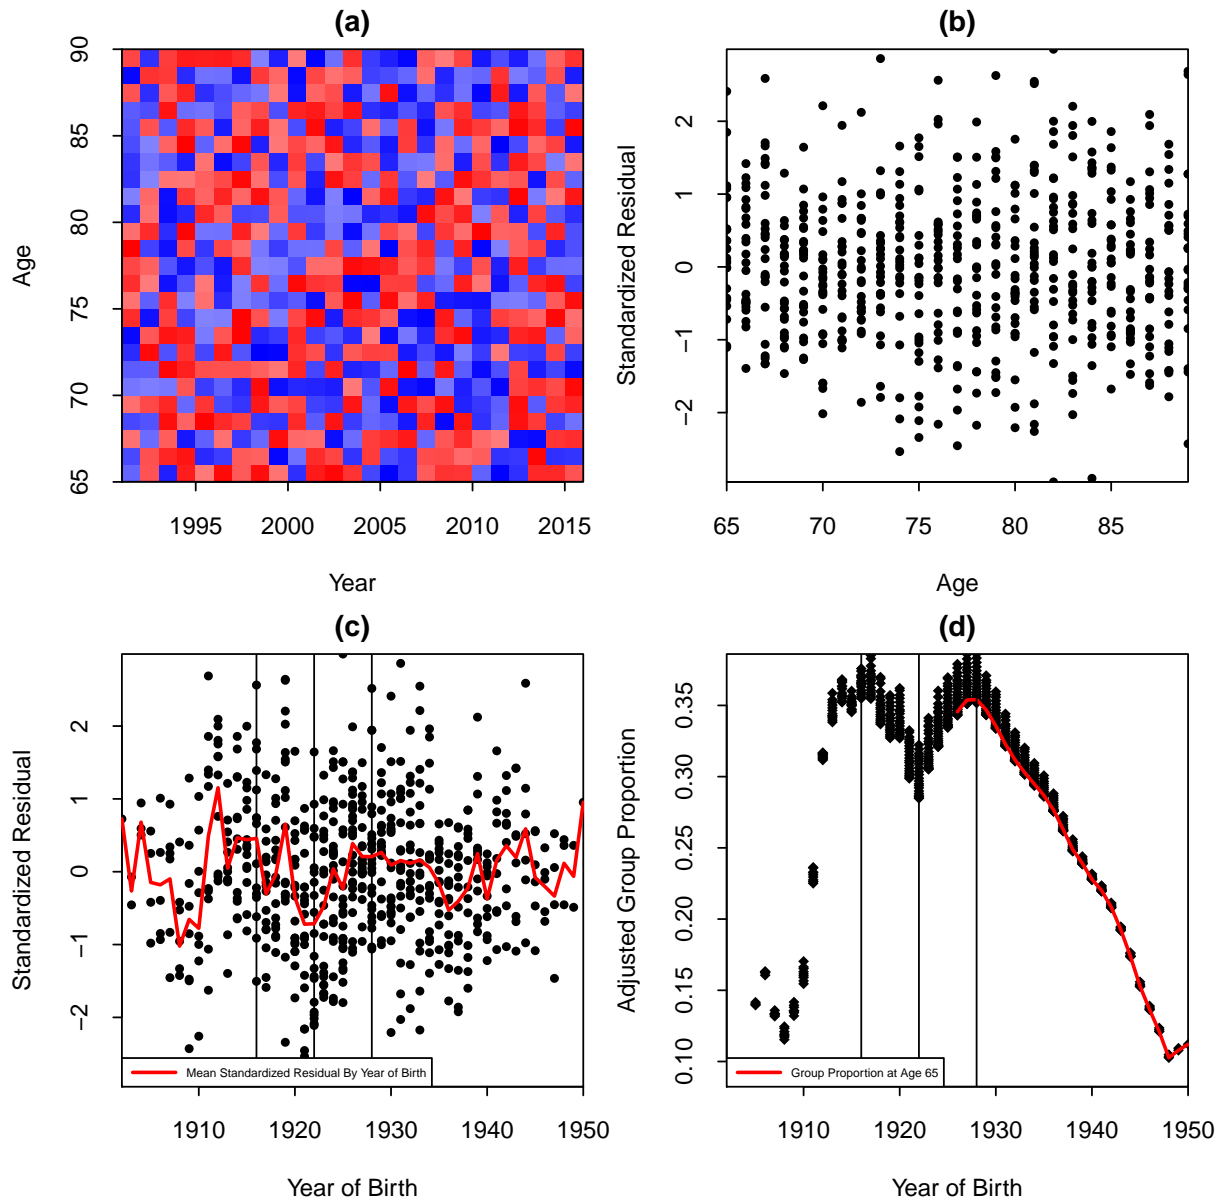 (a)
90
85
80
75
70
65
Age
1995 2000 2005 2010 2015
Year
(b)
2
1
0
−1
−2
Standardized Residual
65 70 75 80 85
Age
(c)
2
1
0
−1
−2
Standardized Residual
Mean Standardized Residual By Year of Birth
1910 1920 1930 1940 1950
Year of Birth
(d)
0.35
0.30
0.25
0.20
0.15
0.10
Adjusted Group Proportion
Group Proportion at Age 65
1910 1920 1930 1940 1950
Year of Birth